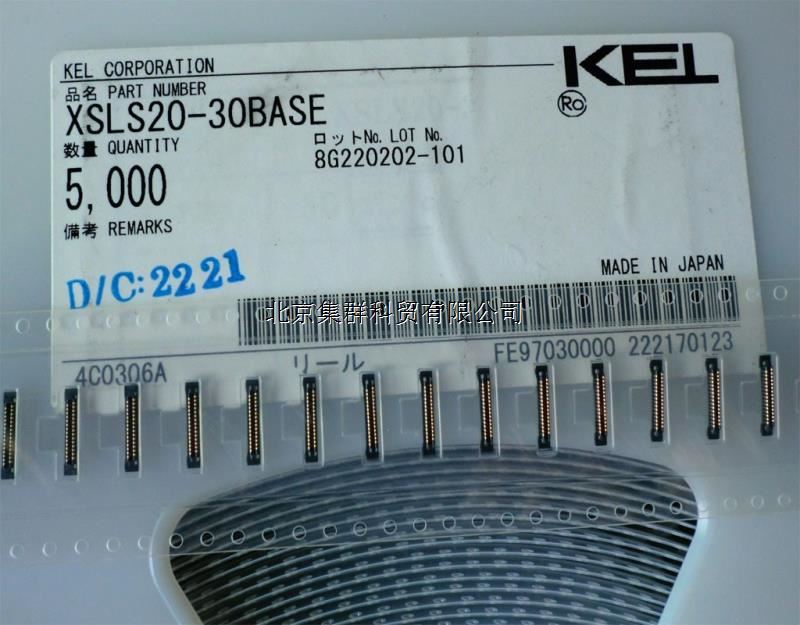 KEL CORPORATION
KEL
品名 PART NUMBER
XSLS20-30BASE
Ro
数量 QUANTITY
ロットNo. LOT No.
5,000
8G220202-101
備考 REMARKS
D/C:2221
MADE IN JAPAN
北京集群科贸有限公司
4C0306A リール FE97030000 222170123